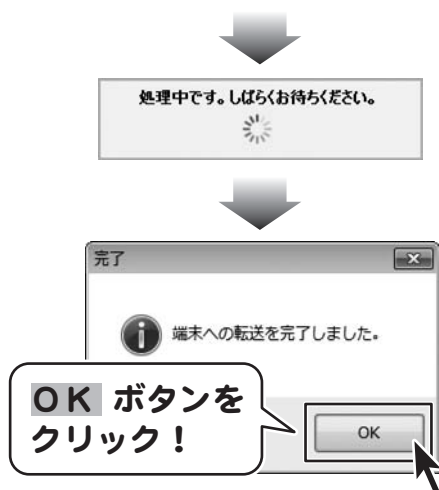 処理中です。しばらくお待ちください。
完了
端末への転送を完了しました。
ＯＫ ボタンを
クリック！
OK